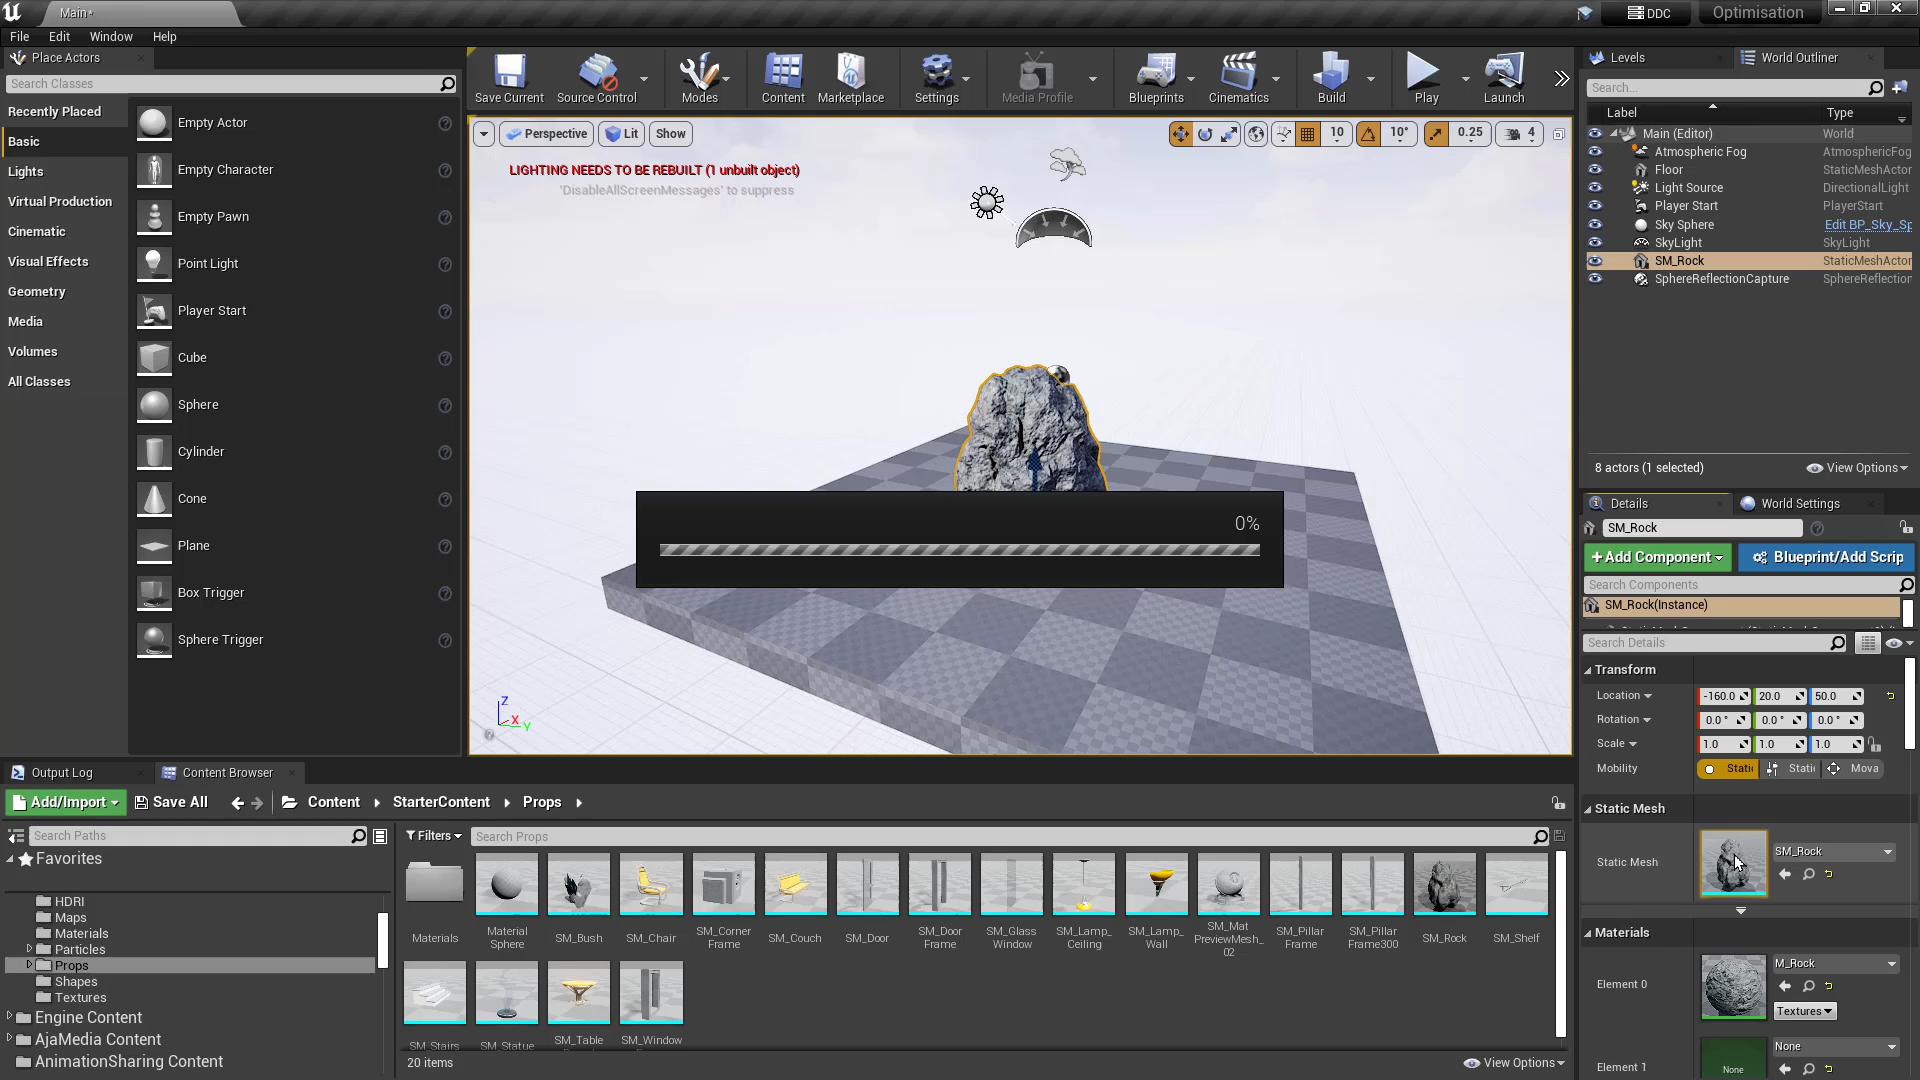 Main*
DDC
Optimisation
File Edit Window Help
Place Actors
Search Classes
Recently Placed
Basic
Lights
Virtual Production
Cinematic
Visual Effects
Geometry
Media
Volumes
All Classes
Empty Actor
Empty Character
Empty Pawn
Point Light
Player Start
Cube
Sphere
Cylinder
Cone
Plane
Box Trigger
Sphere Trigger
Save Current
Source Control
Modes
Content
Marketplace
Settings
Media Profile
Blueprints
Cinematics
Build
Play
Launch
Perspective
Lit
Show
10
10°
0.25
4
LIGHTING NEEDS TO BE REBUILT (1 unbuilt object)
'DisableAllScreenMessages' to suppress
0%
Z
X
Y
Levels
World Outliner
Search...
Label Type
Main (Editor) World
Atmospheric Fog AtmosphericFog
Floor StaticMeshActor
Light Source DirectionalLight
Player Start PlayerStart
Sky Sphere Edit BP_Sky_Sp
SkyLight SkyLight
SM_Rock StaticMeshActor
SphereReflectionCapture SphereReflection
8 actors (1 selected)
View Options
Details
World Settings
SM_Rock
+Add Component
Blueprint/Add Scrip
Search Components
SM_Rock(Instance)
Search Details
Transform
Location -160.0 20.0 50.0
Rotation 0.0° 0.0° 0.0°
Scale 1.0 1.0 1.0
Mobility Static Static Mova
Static Mesh
Static Mesh SM_Rock
Materials
Element 0 M_Rock
Textures
Element 1 None
None
Output Log
Content Browser
Add/Import
Save All
Content
StarterContent
Props
Search Paths
Filters
Search Props
Favorites
HDRI
Maps
Materials
Particles
Props
Shapes
Textures
Engine Content
AjaMedia Content
AnimationSharing Content
Materials
Material Sphere
SM_Bush
SM_Chair
SM_Corner Frame
SM_Couch
SM_Door
SM_Door Frame
SM_Glass Window
SM_Lamp_ Ceiling
SM_Lamp_ Wall
SM_Mat PreviewMesh_ 02
SM_Pillar Frame
SM_Pillar Frame300
SM_Rock
SM_Shelf
SM_Stairs
SM_Statue
SM_Table
SM_Window
20 items
View Options